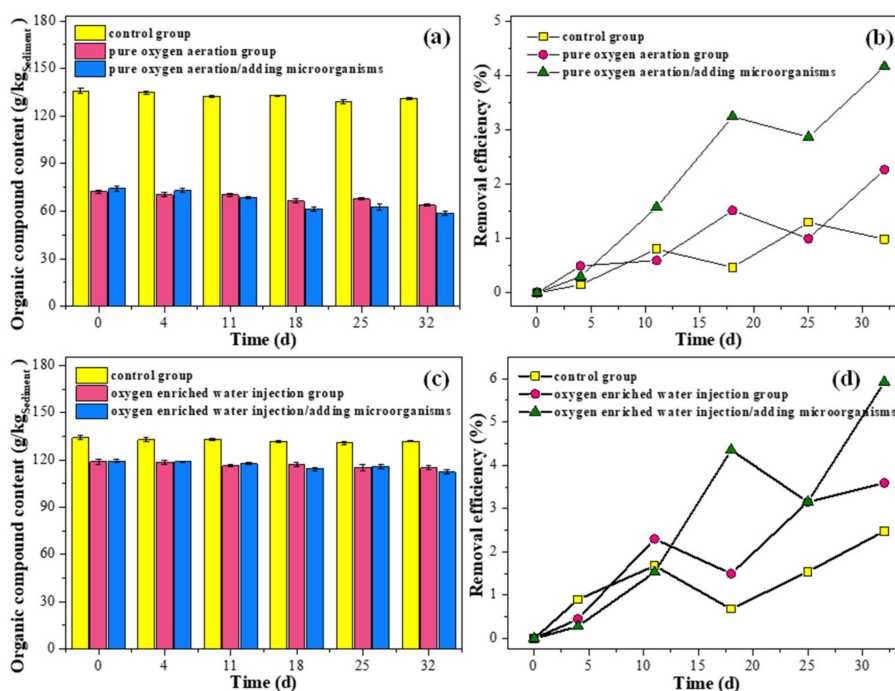 180
150
120
90
60
30
0
Organic compound content (g/kgSediment)
control group
pure oxygen aeration group
pure oxygen aeration/adding microorganisms
(a)
0 4 11 18 25 32
Time (d)
5
4
3
2
1
0
Removal efficiency (%)
control group
pure oxygen aeration group
pure oxygen aeration/adding microorganisms
(b)
0 5 10 15 20 25 30
Time (d)
180
150
120
90
60
30
0
Organic compound content (g/kgSediment)
control group
oxygen enriched water injection group
oxygen enriched water injection/adding microorganisms
(c)
0 4 11 18 25 32
Time (d)
6
5
4
3
2
1
0
Removal efficiency (%)
control group
oxygen enriched water injection group
oxygen enriched water injection/adding microorganisms
(d)
0 5 10 15 20 25 30
Time (d)